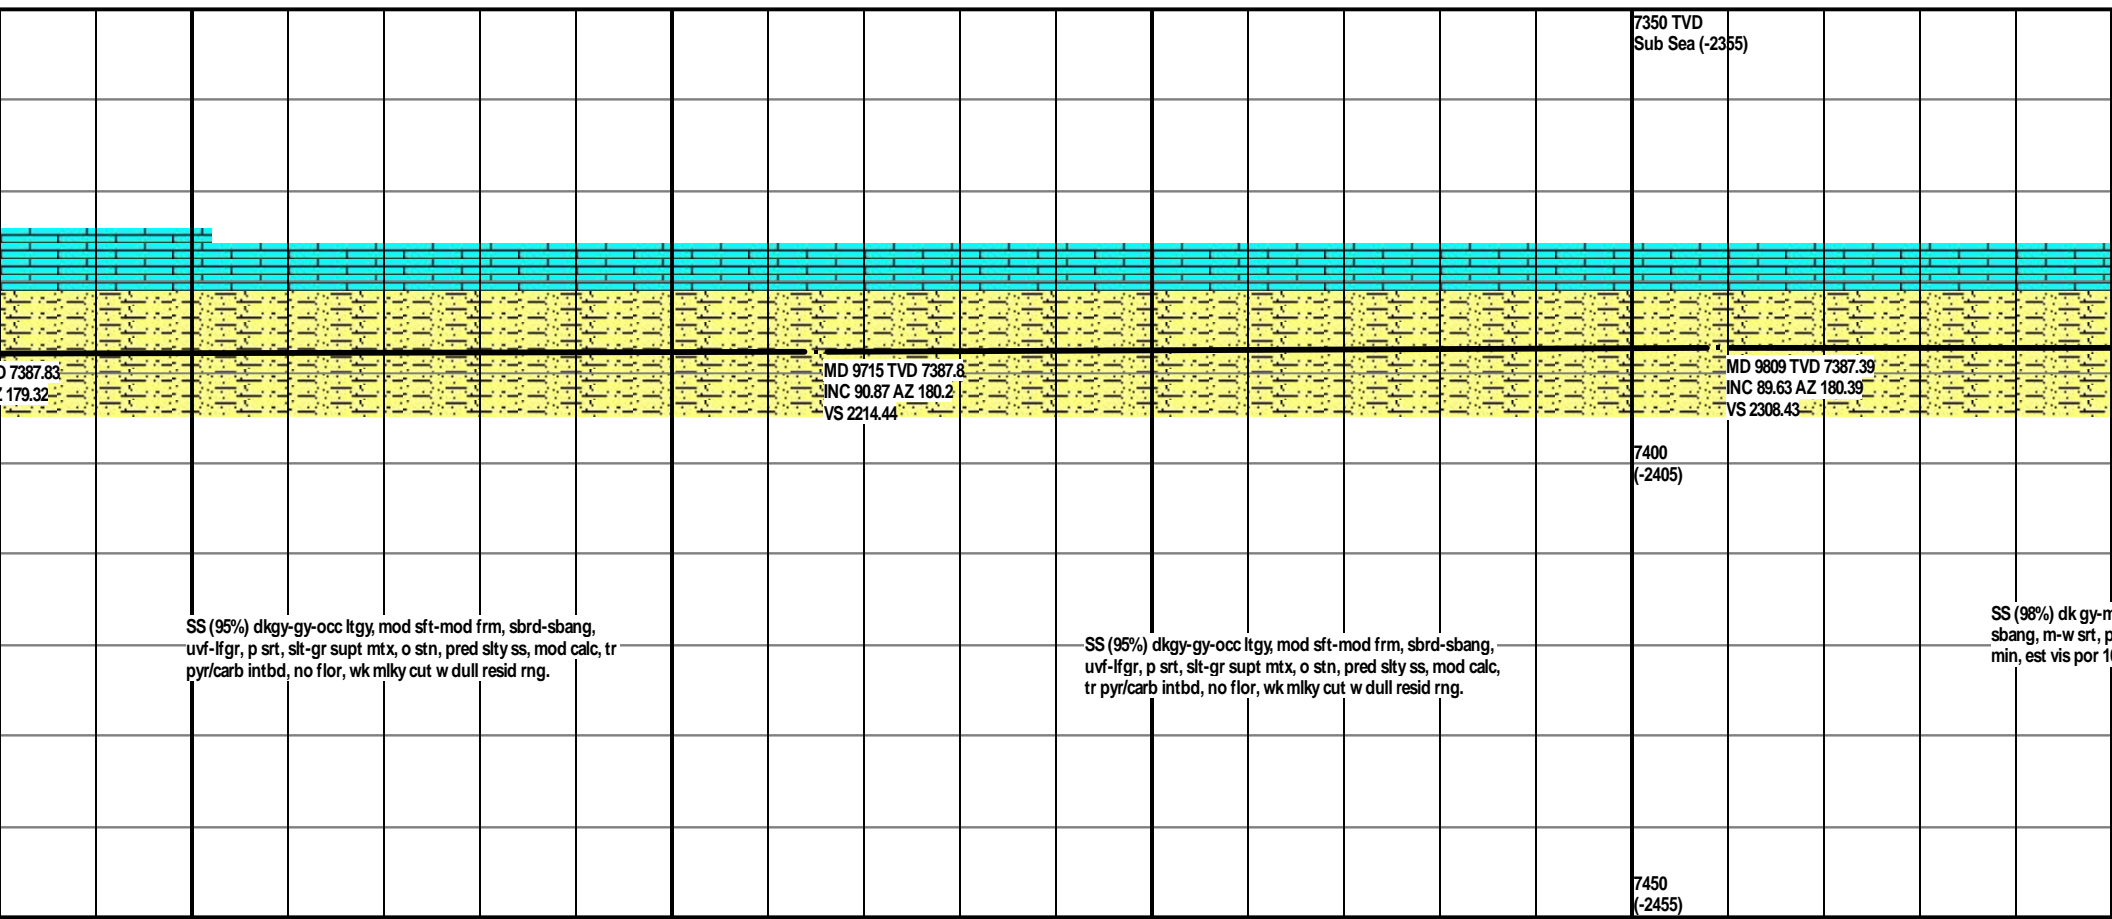 7350 TVD
Sub Sea (-2355)
7387.83
179.32
MD 9715 TVD 7387.8
INC 90.87 AZ 180.2
VS 2214.44
MD 9809 TVD 7387.39
INC 89.63 AZ 180.39
VS 2308.43
7400
(-2405)
SS (95%) dkgy-gy-occ ltgy, mod sft-mod frm, sbrd-sbang,
uvf-lfgr, p srt, slt-gr supt mtx, o stn, pred slty ss, mod calc, tr
pyr/carb intbd, no flor, wk mlky cut w dull resid rng.
SS (95%) dkgy-gy-occ ltgy, mod sft-mod frm, sbrd-sbang,
uvf-lfgr, p srt, slt-gr supt mtx, o stn, pred slty ss, mod calc,
tr pyr/carb intbd, no flor, wk mlky cut w dull resid rng.
SS (98%) dk gy-
sbang, m-w srt,
min, est vis por
7450
(-2455)